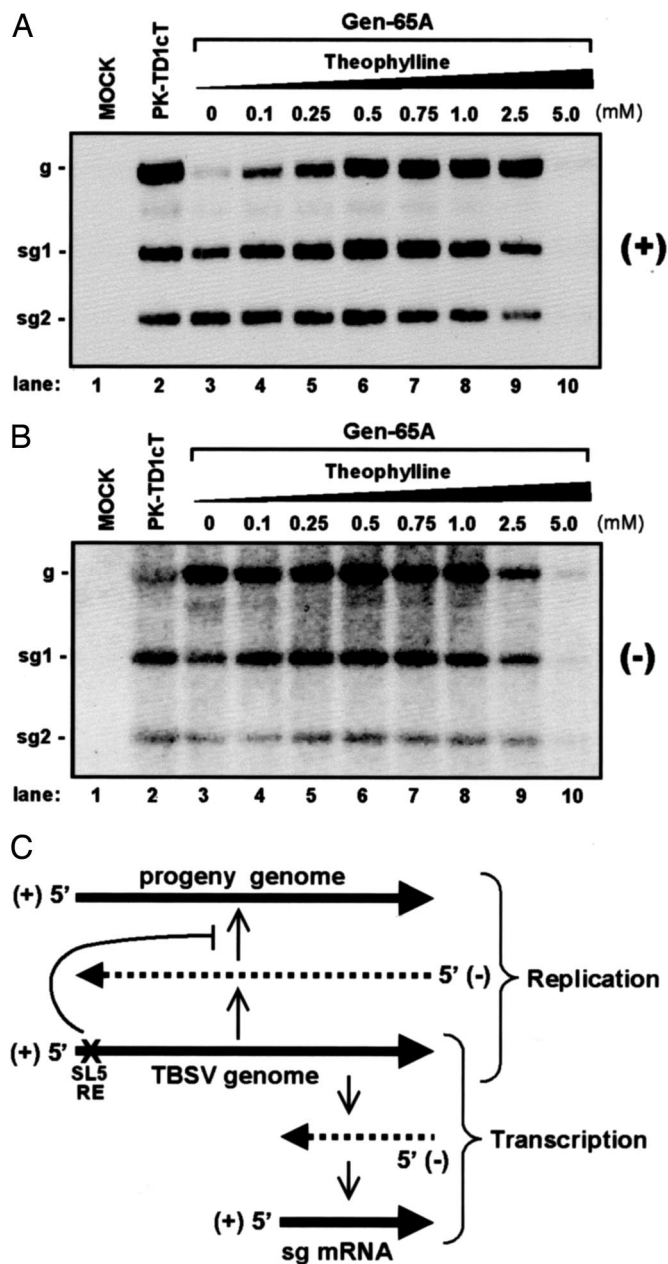 A
MOCK
PK-TD1cT
Gen-65A
Theophylline
0 0.1 0.25 0.5 0.75 1.0 2.5 5.0 (mM)
g -
sg1 -
sg2 -
(+)
lane: 1 2 3 4 5 6 7 8 9 10
B
MOCK
PK-TD1cT
Gen-65A
Theophylline
0 0.1 0.25 0.5 0.75 1.0 2.5 5.0 (mM)
g -
sg1 -
sg2 -
(-)
lane: 1 2 3 4 5 6 7 8 9 10
C
progeny genome
(+) 5'
5' (-)
Replication
(+) 5'
X
SL5
RE
TBSV genome
5' (-)
Transcription
(+) 5'
sg mRNA